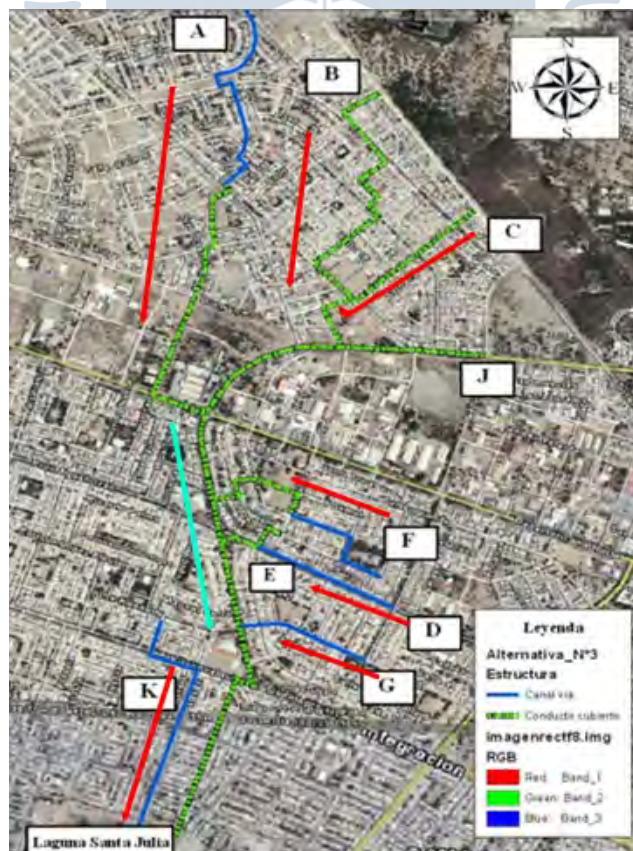 A
B
N
W
E
S
C
J
F
E
D
G
K
Integracion
Laguna Santa Julia
Leyenda
Alternativa_N°3
Estructura
Canal vía
Conducto cubierto
imagenrectf8.img
RGB
Red: Band_1
Green: Band_2
Blue: Band_3